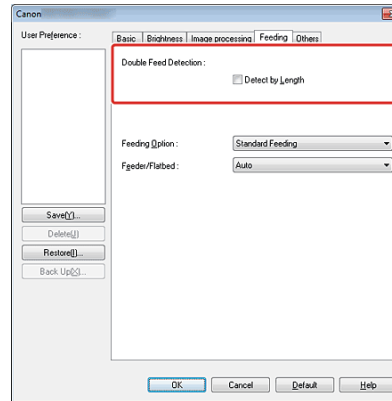 Canon
User Preference :
Basic Brightness Image processing Feeding Others
Double Feed Detection :
Detect by Length
Feeding Option : Standard Feeding
Feeder/Flatbed : Auto
Save(Y)...
Delete(J)
Restore(I)...
Back Up(X)...
OK Cancel Default Help